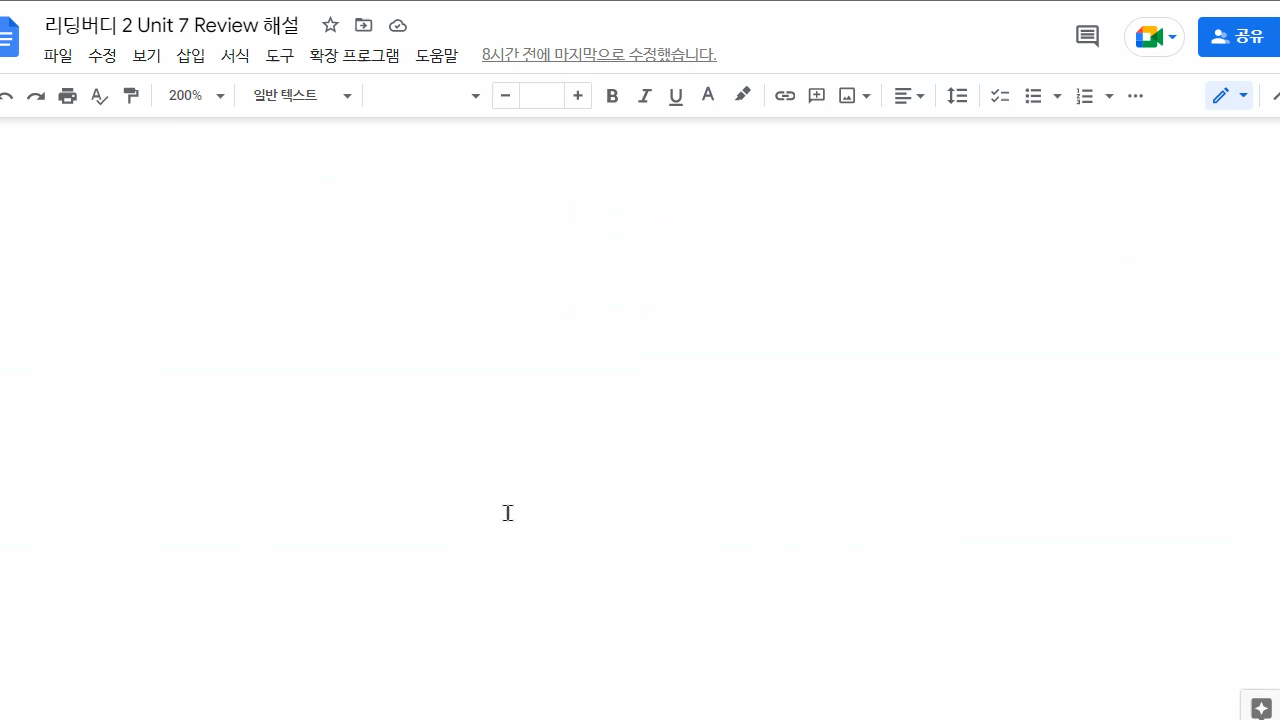 리딩버디 2 Unit 7 Review 해설
파일 수정 보기 삽입 서식 도구 확장 프로그램 도움말 8시간 전에 마지막으로 수정했습니다.
공유
200% 일반 텍스트